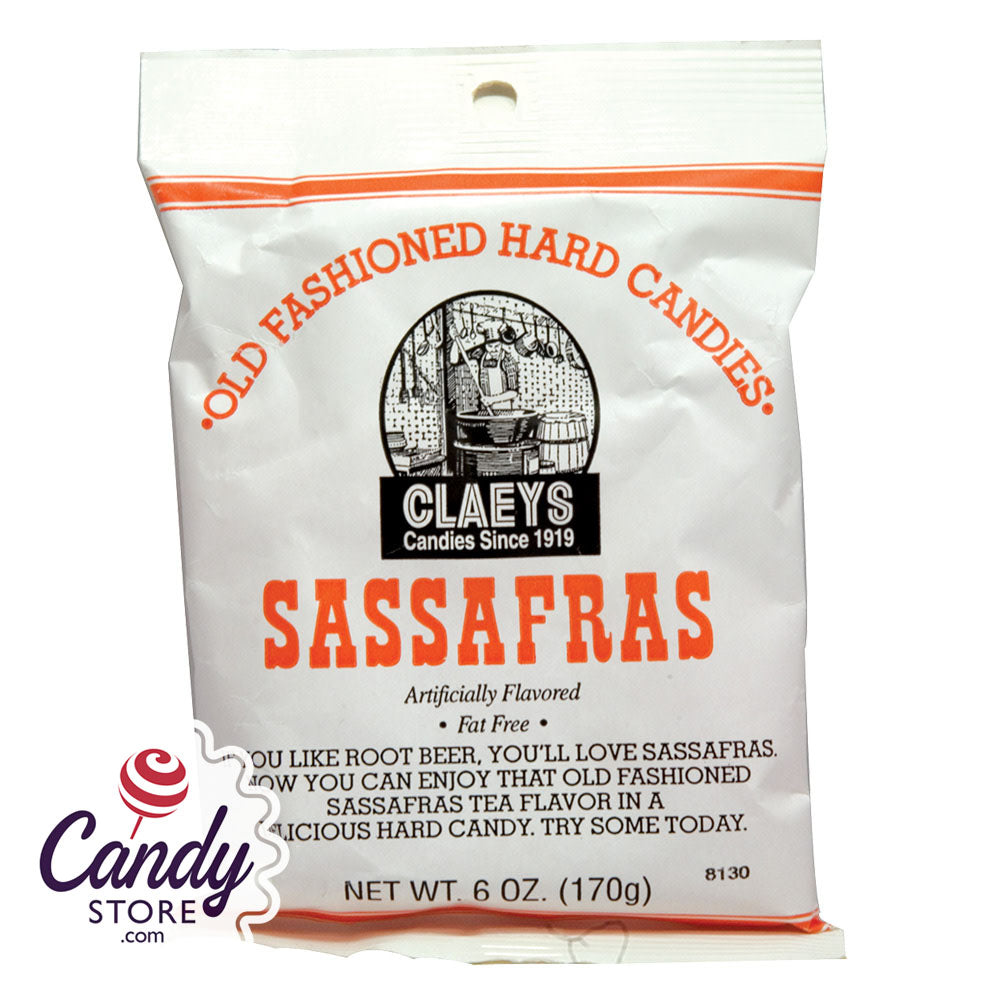 •OLD FASHIONED HARD CANDIES•
CLAEYS
Candies Since 1919
SASSAFRAS
Artificially Flavored
• Fat Free •
YOU LIKE ROOT BEER, YOU'LL LOVE SASSAFRAS.
NOW YOU CAN ENJOY THAT OLD FASHIONED
SASSAFRAS TEA FLAVOR IN A
DELICIOUS HARD CANDY. TRY SOME TODAY.
NET WT. 6 OZ. (170g)
8130
Candy
STORE
.com